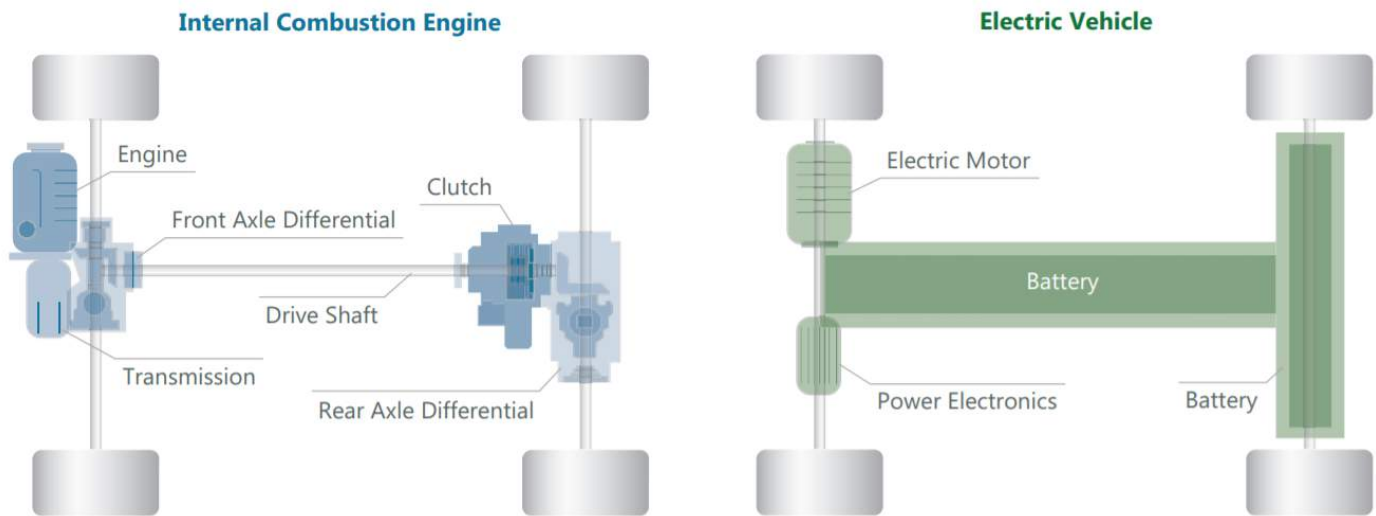 Internal Combustion Engine
Engine
Clutch
Front Axle Differential
Drive Shaft
Transmission
Rear Axle Differential
Electric Vehicle
Electric Motor
Battery
Power Electronics
Battery